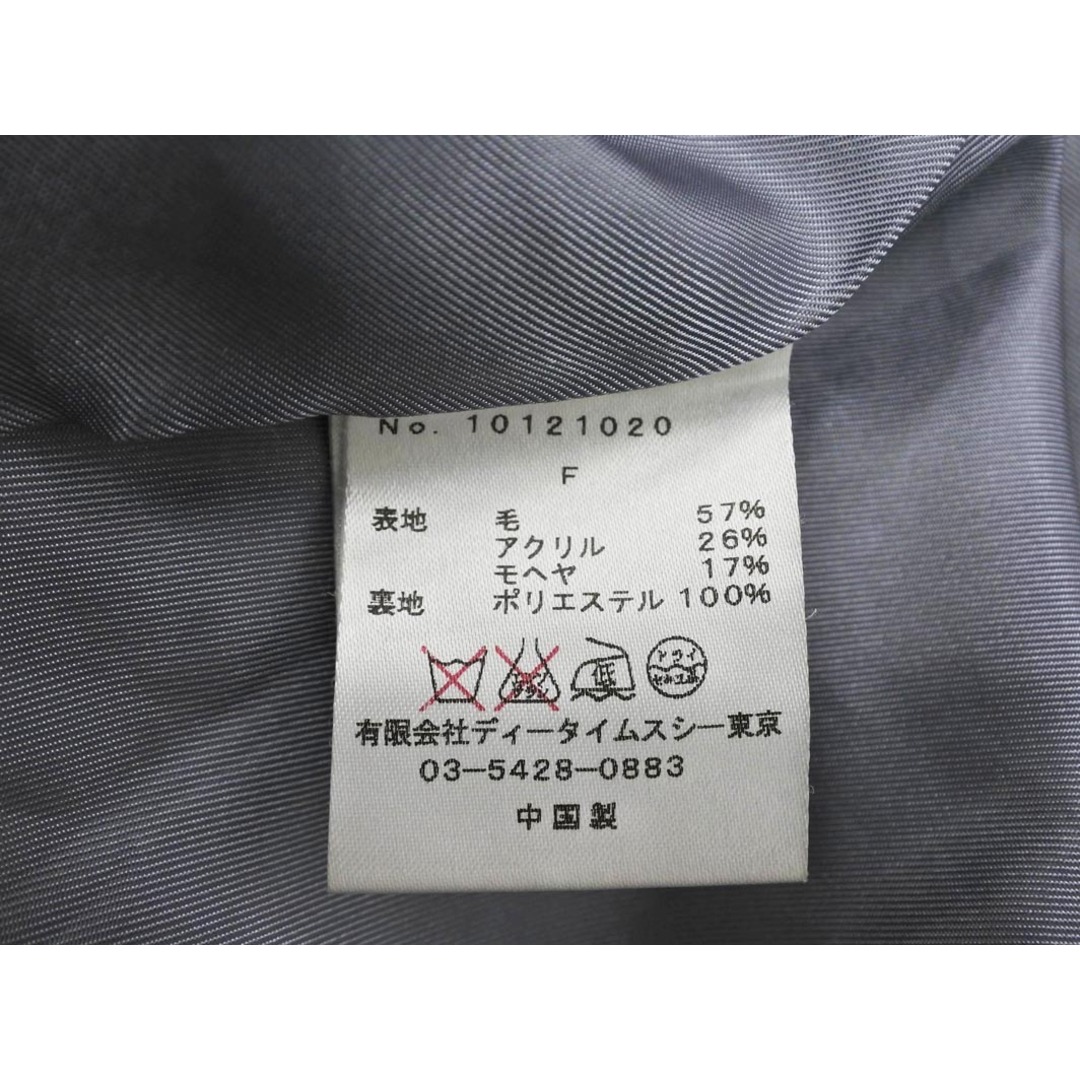 No. 10121020
F
表地 毛 57%
アクリル 26%
モヘヤ 17%
裏地 ポリエステル 100%
低 ドライ
有限会社ディータイムスシー東京
03-5428-0883
中国製